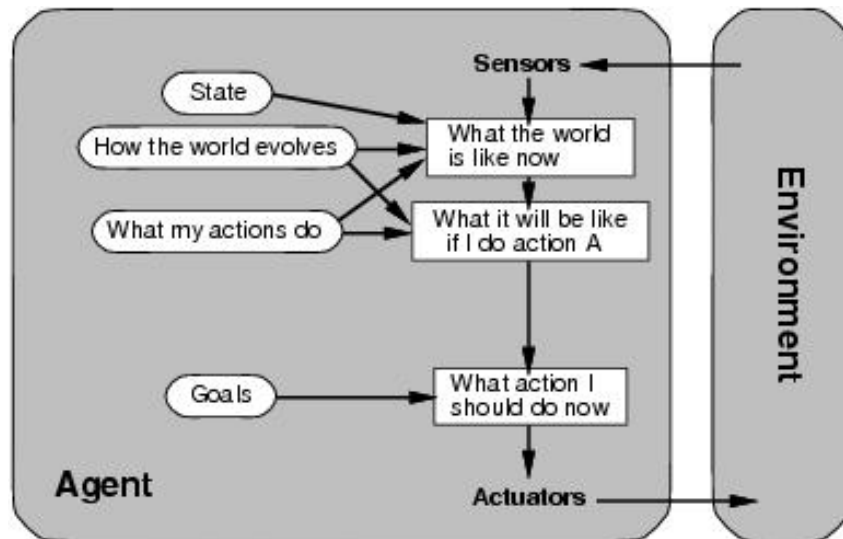 Sensors
State
What the world
is like now
How the world evolves
What my actions do
What it will be like
if I do action A
Goals
What action I
should do now
Agent
Actuators
Environment